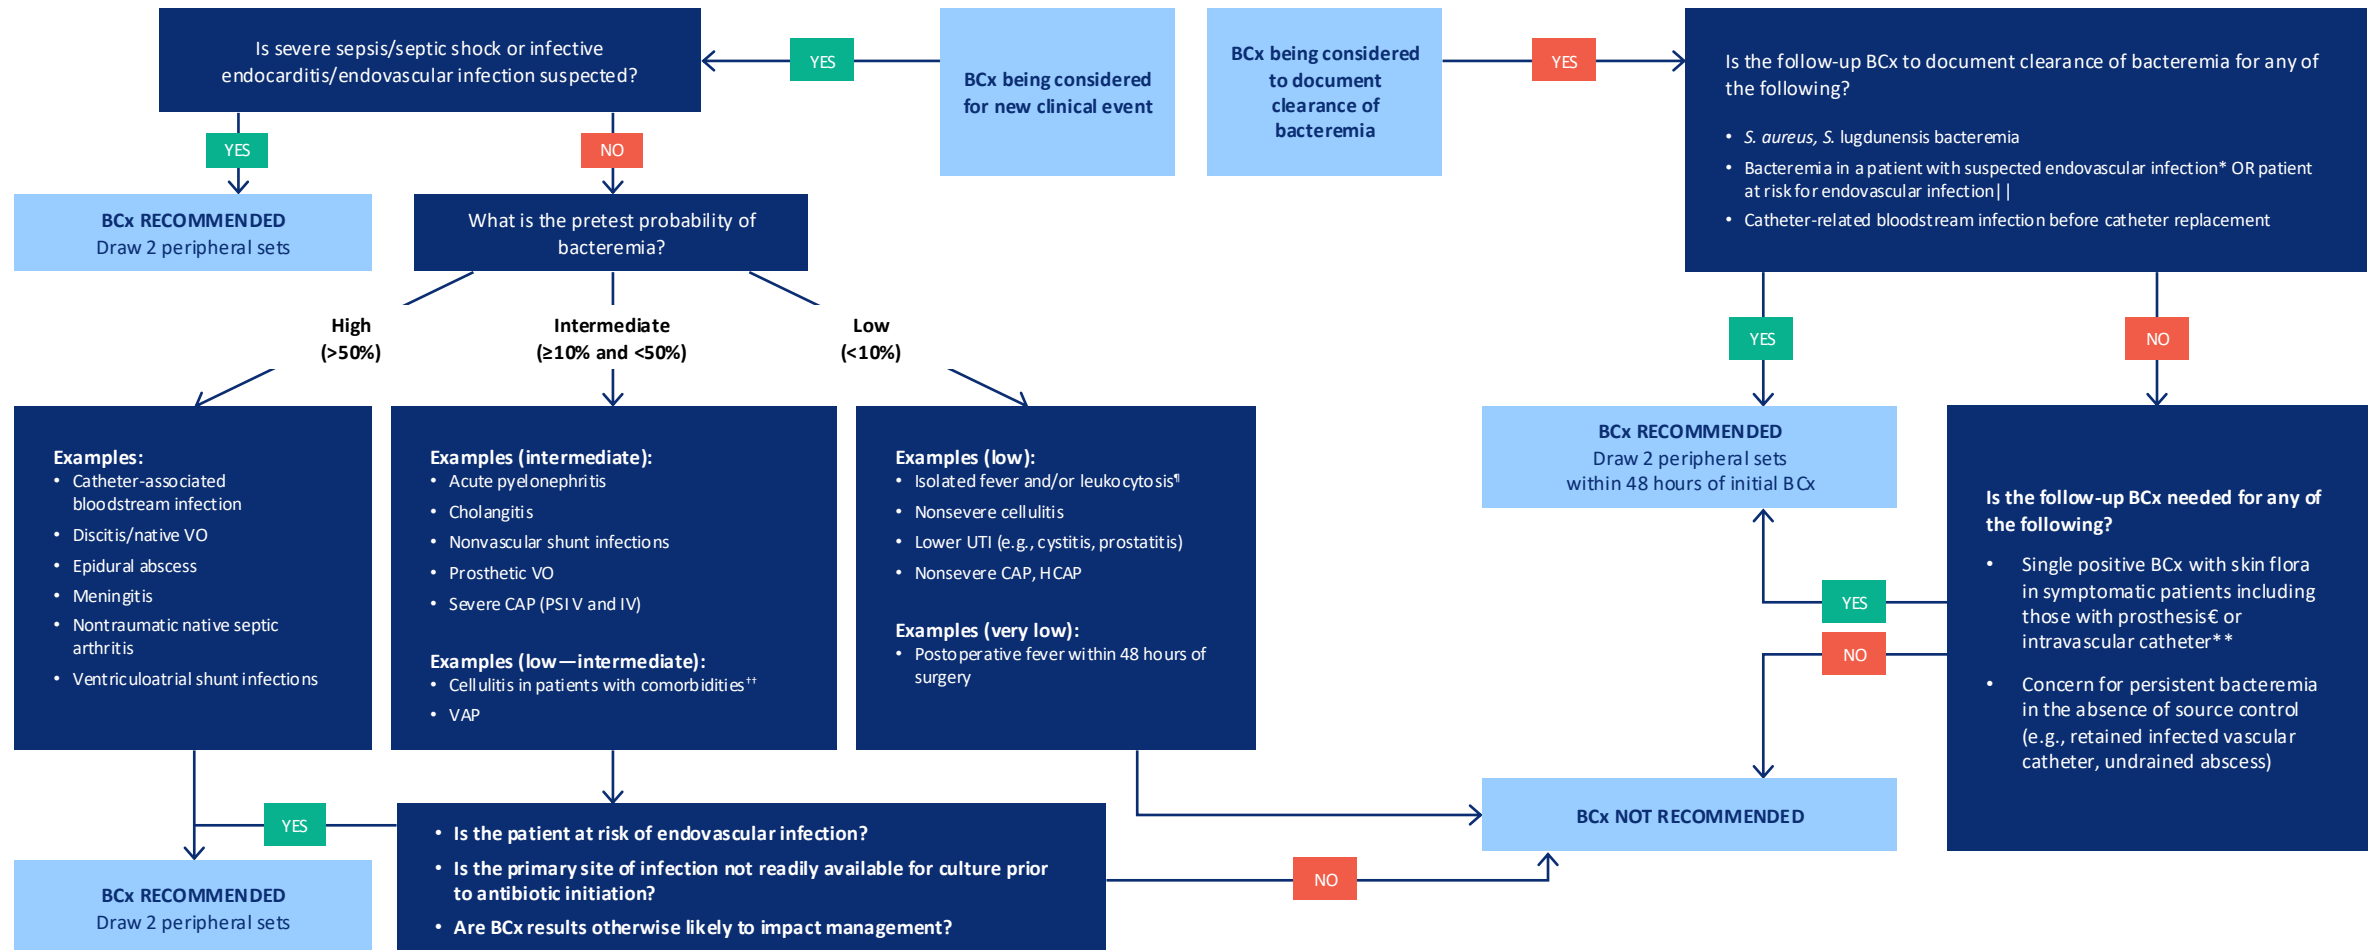 Is severe sepsis/septic shock or infective
endocarditis/endovascular infection suspected?
YES
BCx being considered
for new clinical event
BCx being considered
to document
clearance of
bacteremia
YES
Is the follow-up BCx to document clearance of bacteremia for any of
the following?
• S. aureus, S. lugdunensis bacteremia
• Bacteremia in a patient with suspected endovascular infection* OR patient
at risk for endovascular infection||
• Catheter-related bloodstream infection before catheter replacement
YES
NO
BCx RECOMMENDED
Draw 2 peripheral sets
What is the pretest probability of
bacteremia?
High
(>50%)
Intermediate
(≥10% and <50%)
Low
(<10%)
YES
NO
Examples:
• Catheter-associated
bloodstream infection
• Discitis/native VO
• Epidural abscess
• Meningitis
• Nontraumatic native septic
arthritis
• Ventriculoatrial shunt infections
Examples (intermediate):
• Acute pyelonephritis
• Cholangitis
• Nonvascular shunt infections
• Prosthetic VO
• Severe CAP (PSI V and IV)
Examples (low—intermediate):
• Cellulitis in patients with comorbidities††
• VAP
Examples (low):
• Isolated fever and/or leukocytosis¶
• Nonsevere cellulitis
• Lower UTI (e.g., cystitis, prostatitis)
• Nonsevere CAP, HCAP
Examples (very low):
• Postoperative fever within 48 hours of
surgery
BCx RECOMMENDED
Draw 2 peripheral sets
within 48 hours of initial BCx
Is the follow-up BCx needed for any of
the following?
• Single positive BCx with skin flora
in symptomatic patients including
those with prosthesis€ or
intravascular catheter**
• Concern for persistent bacteremia
in the absence of source control
(e.g., retained infected vascular
catheter, undrained abscess)
YES
NO
YES
BCx RECOMMENDED
Draw 2 peripheral sets
• Is the patient at risk of endovascular infection?
• Is the primary site of infection not readily available for culture prior
to antibiotic initiation?
• Are BCx results otherwise likely to impact management?
NO
BCx NOT RECOMMENDED